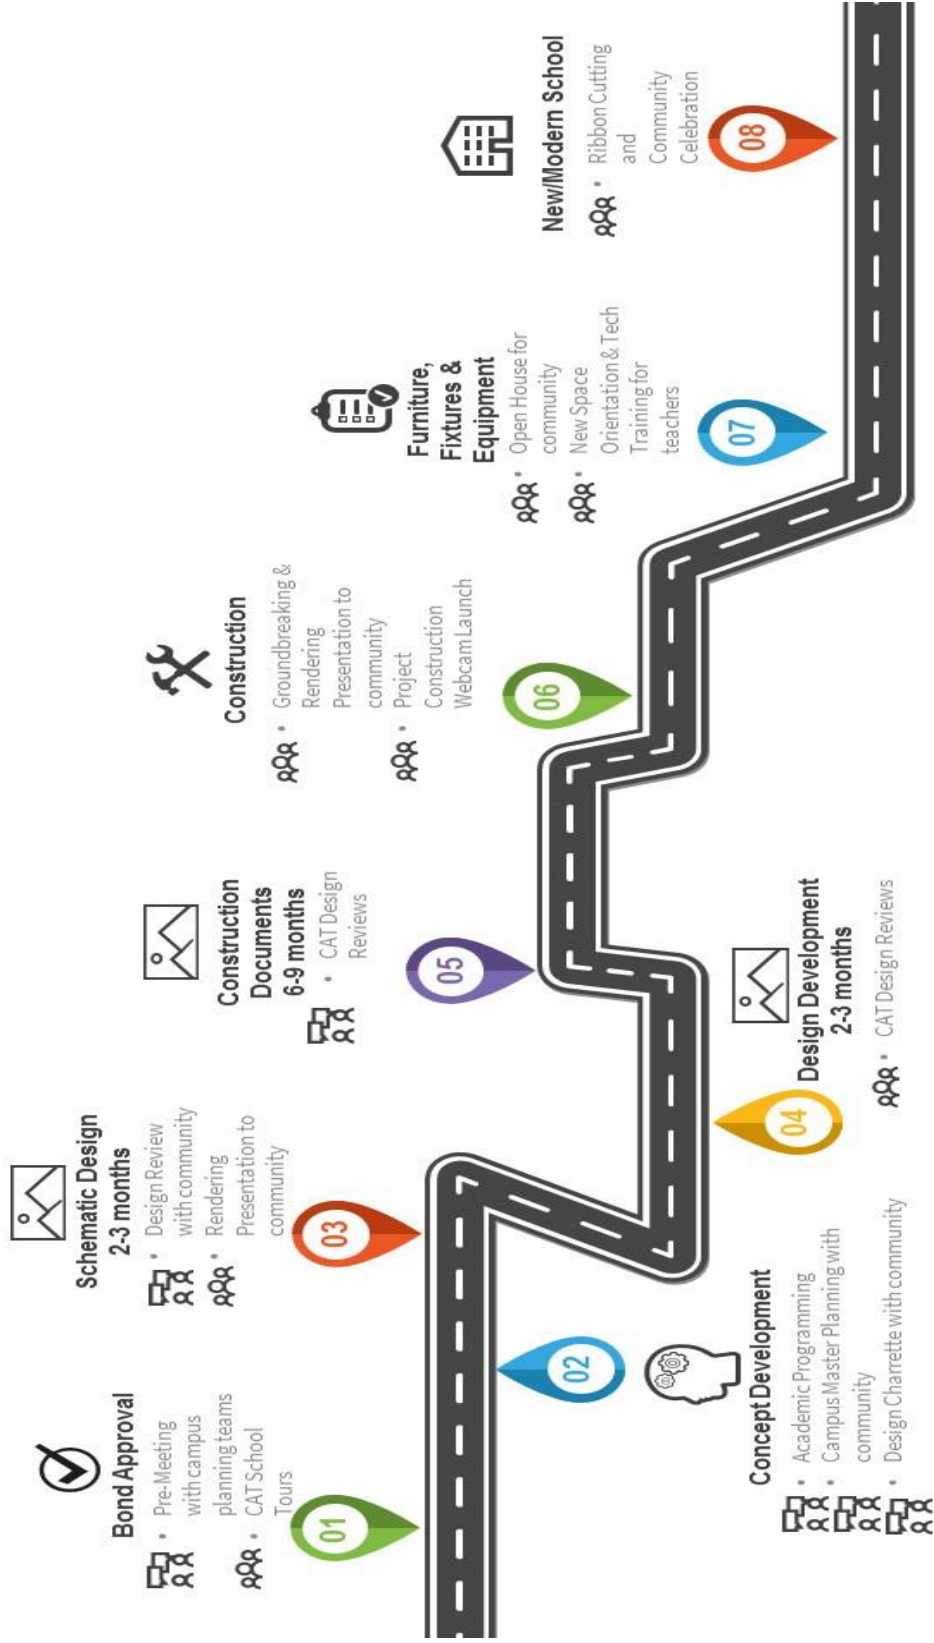 01
Bond Approval
• Pre-Meeting
with campus
planning teams
• CAT School
Tours
02
Concept Development
• Academic Programming
• Campus Master Planning with
community
• Design Charrette with community
03
Schematic Design
2-3 months
• Design Review
with community
• Rendering
Presentation to
community
04
Design Development
2-3 months
• CAT Design Reviews
05
Construction
Documents
6-9 months
• CAT Design
Reviews
06
Construction
• Groundbreaking &
Rendering
Presentation to
community
• Project
Construction
Webcam Launch
07
Furniture,
Fixtures &
Equipment
• Open House for
community
• New Space
Orientation & Tech
Training for
teachers
08
New/Modern School
• Ribbon Cutting
and
Community
Celebration